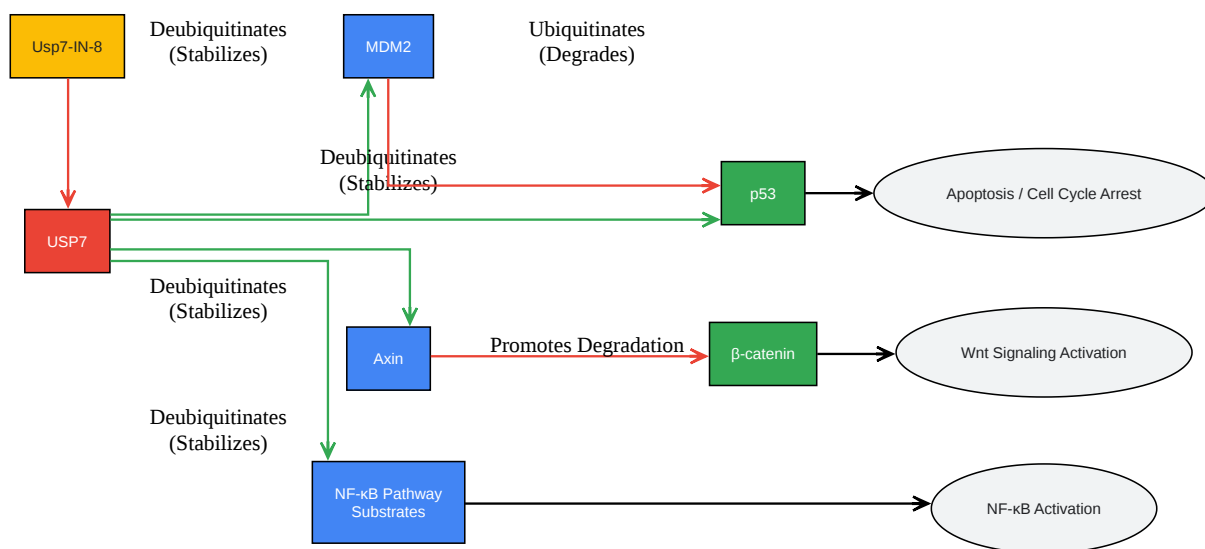 Usp7-IN-8
Deubiquitinates
(Stabilizes)
MDM2
Ubiquitinates
(Degrades)
Deubiquitinates
(Stabilizes)
p53
Apoptosis / Cell Cycle Arrest
USP7
Deubiquitinates
(Stabilizes)
Axin
Promotes Degradation
β-catenin
Wnt Signaling Activation
Deubiquitinates
(Stabilizes)
NF-κB Pathway
Substrates
NF-κB Activation